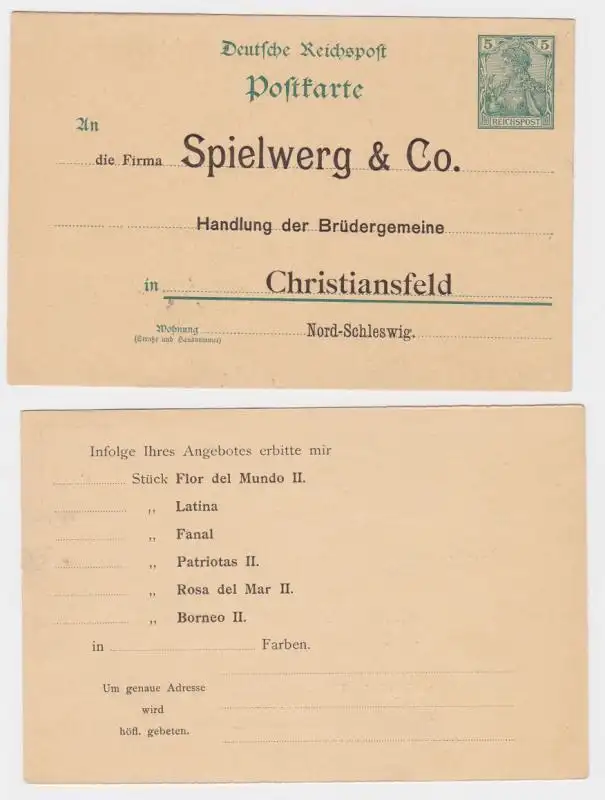 Deutsche Reichspost
Postkarte
5 5
REICHSPOST
An
die Firma Spielwerg & Co.
Handlung der Brüdergemeine
in Christiansfeld
Wohnung Nord-Schleswig.
(Straße und Hausnummer)
Infolge Ihres Angebotes erbitte mir
Stück Flor del Mundo II.
„ Latina
„ Fanal
„ Patriotas II.
„ Rosa del Mar II.
„ Borneo II.
in Farben.
Um genaue Adresse
wird
höfl. gebeten.